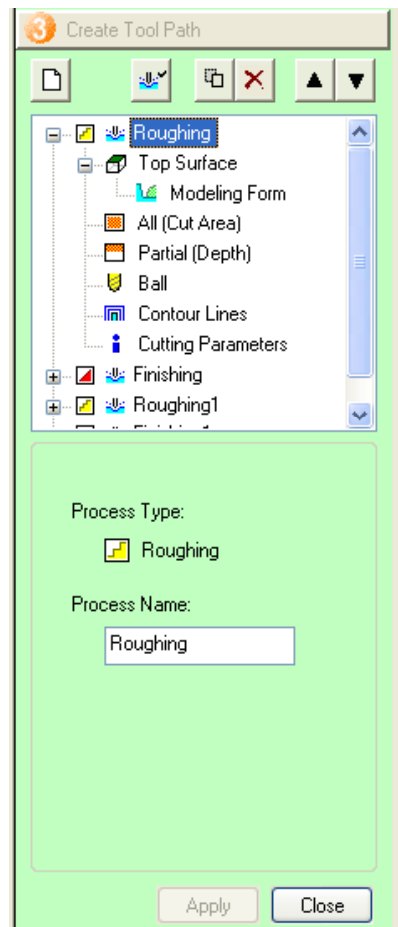 3 Create Tool Path
Roughing
Top Surface
Modeling Form
All (Cut Area)
Partial (Depth)
Ball
Contour Lines
Cutting Parameters
Finishing
Roughing1
Process Type:
Roughing
Process Name:
Roughing
Apply
Close